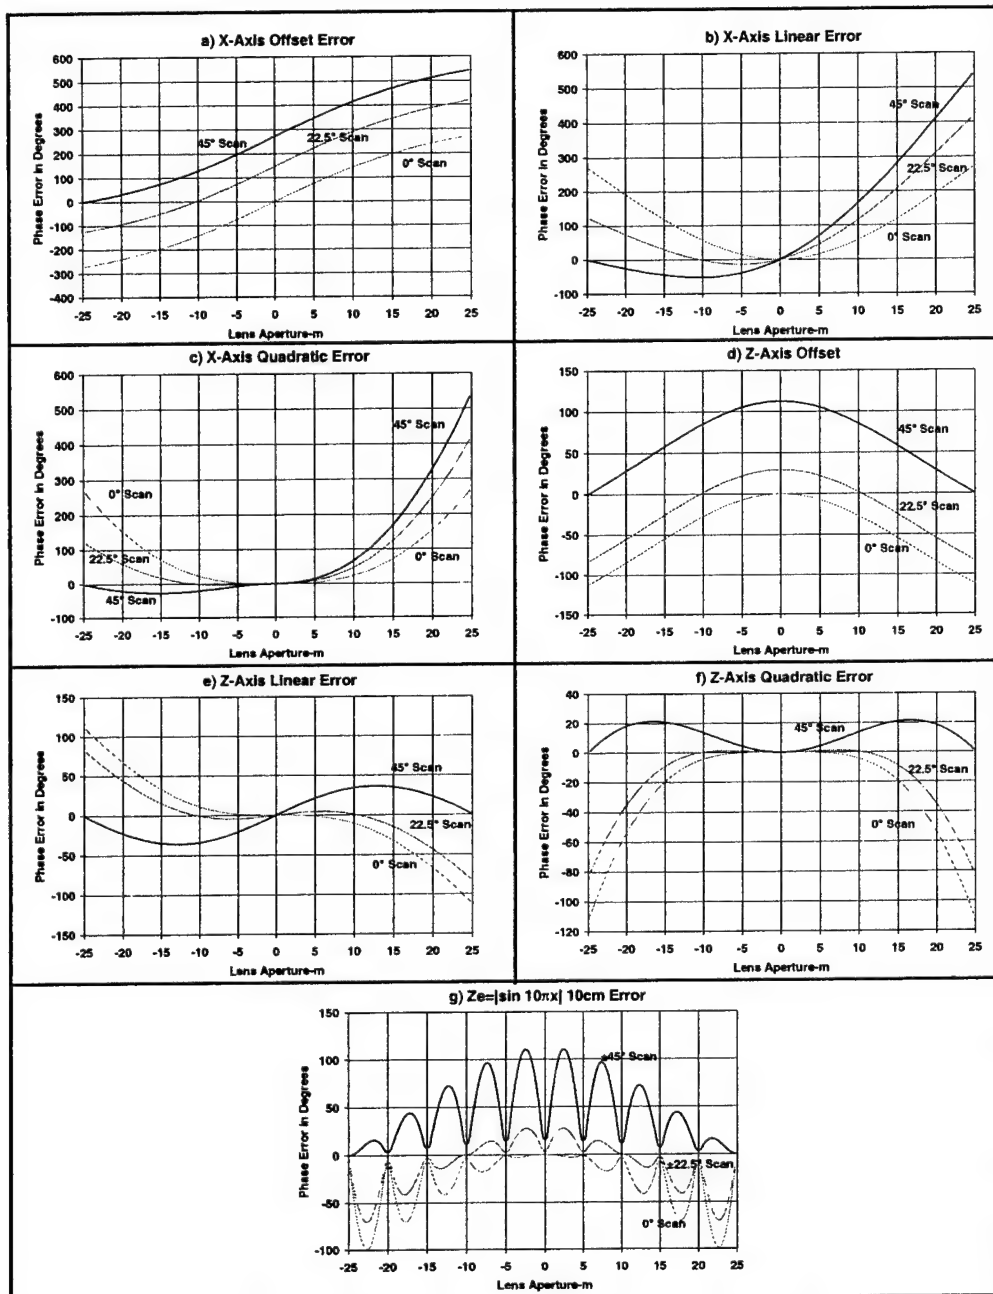 a) X-Axis Offset Error
600
500
400
300
200
100
0
-100
-200
-300
-400
Phase Error in Degrees
45° Scan
22.5° Scan
0° Scan
-25 -20 -15 -10 -5 0 5 10 15 20 25
Lens Aperture-m
b) X-Axis Linear Error
600
500
400
300
200
100
0
-100
Phase Error in Degrees
45° Scan
22.5° Scan
0° Scan
-25 -20 -15 -10 -5 0 5 10 15 20 25
Lens Aperture-m
c) X-Axis Quadratic Error
600
500
400
300
200
100
0
-100
Phase Error in Degrees
45° Scan
0° Scan
22.5° Scan
0° Scan
45° Scan
-25 -20 -15 -10 -5 0 5 10 15 20 25
Lens Aperture-m
d) Z-Axis Offset
150
100
50
0
-50
-100
-150
Phase Error in Degrees
45° Scan
22.5° Scan
0° Scan
-25 -20 -15 -10 -5 0 5 10 15 20 25
Lens Aperture-m
e) Z-Axis Linear Error
150
100
50
0
-50
-100
-150
Phase Error in Degrees
45° Scan
22.5° Scan
0° Scan
-25 -20 -15 -10 -5 0 5 10 15 20 25
Lens Aperture-m
f) Z-Axis Quadratic Error
40
20
0
-20
-40
-60
-80
-100
-120
Phase Error in Degrees
45° Scan
22.5° Scan
0° Scan
-25 -20 -15 -10 -5 0 5 10 15 20 25
Lens Aperture-m
g) Ze=|sin 10πx| 10cm Error
150
100
50
0
-50
-100
Phase Error in Degrees
±45° Scan
±22.5° Scan
0° Scan
-25 -20 -15 -10 -5 0 5 10 15 20 25
Lens Aperture-m